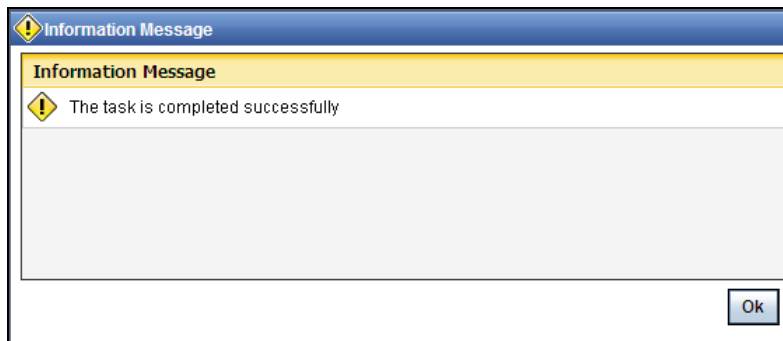 Information Message
Information Message
The task is completed successfully
Ok